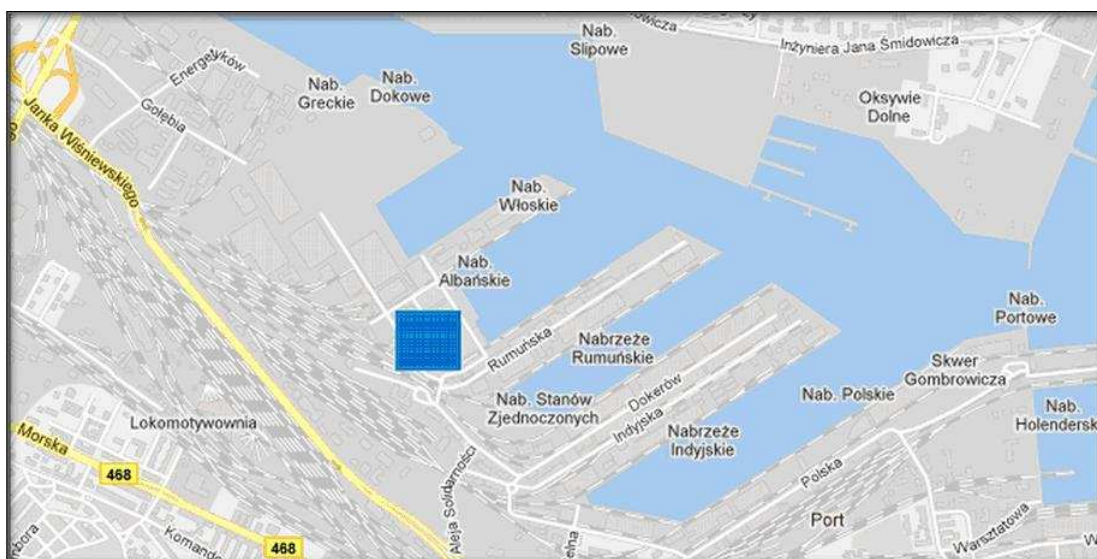 Nab.
Slipowe
Inżyniera Jana Śmidowicza
Energetyków
Nab.
Greckie
Nab.
Dokowe
Oksywie
Dolne
Gołębia
Janka Wiśniewskiego
Nab.
Włoskie
Nab.
Albańskie
Nab.
Portowe
Rumuńska
Nabrzeże
Rumuńskie
Skwer
Gombrowicza
Nab. Stanów
Zjednoczonych
Dokerów
Nab. Polskie
Indyjska
Nab.
Holendersk
Lokomotywownia
Nabrzeże
Indyjskie
Morska
468
Aleja Solidarności
Polska
Port
Warsztatowa
Komando
468